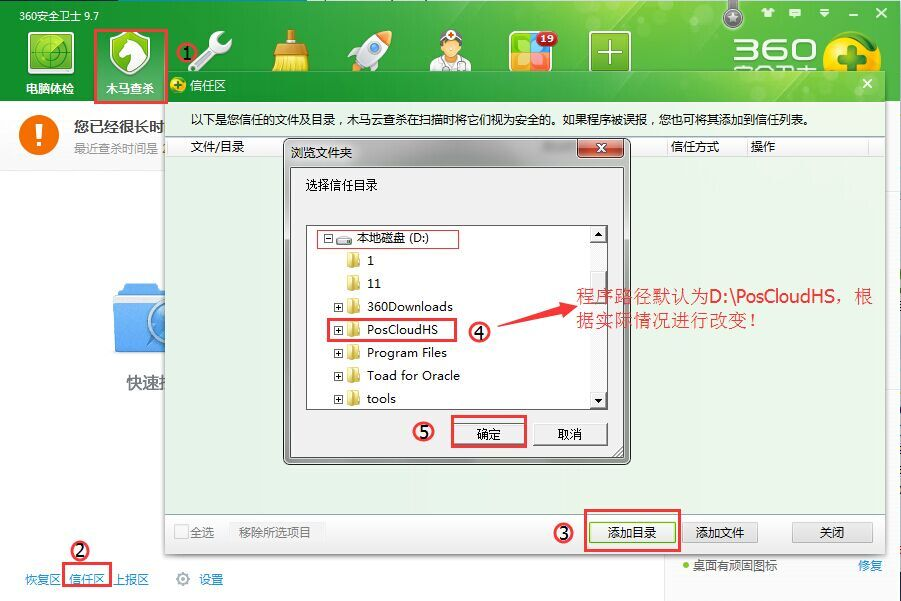 360安全卫士 9.7
19
360
安全卫士
电脑体检
木马查杀
①
信任区
您已经很长时
最近查杀时间是
以下是您信任的文件及目录，木马云查杀在扫描时将它们视为安全的。如果程序被误报，您也可将其添加到信任列表。
文件/目录
信任方式
操作
浏览文件夹
选择信任目录
本地磁盘 (D:)
1
11
360Downloads
PosCloudHS
④
程序路径默认为D:\PosCloudHS，根
据实际情况进行改变！
Program Files
Toad for Oracle
tools
⑤
确定
取消
快速
全选
移除所选项目
③
添加目录
添加文件
关闭
②
恢复区
信任区
上报区
设置
桌面有顽固图标
修复